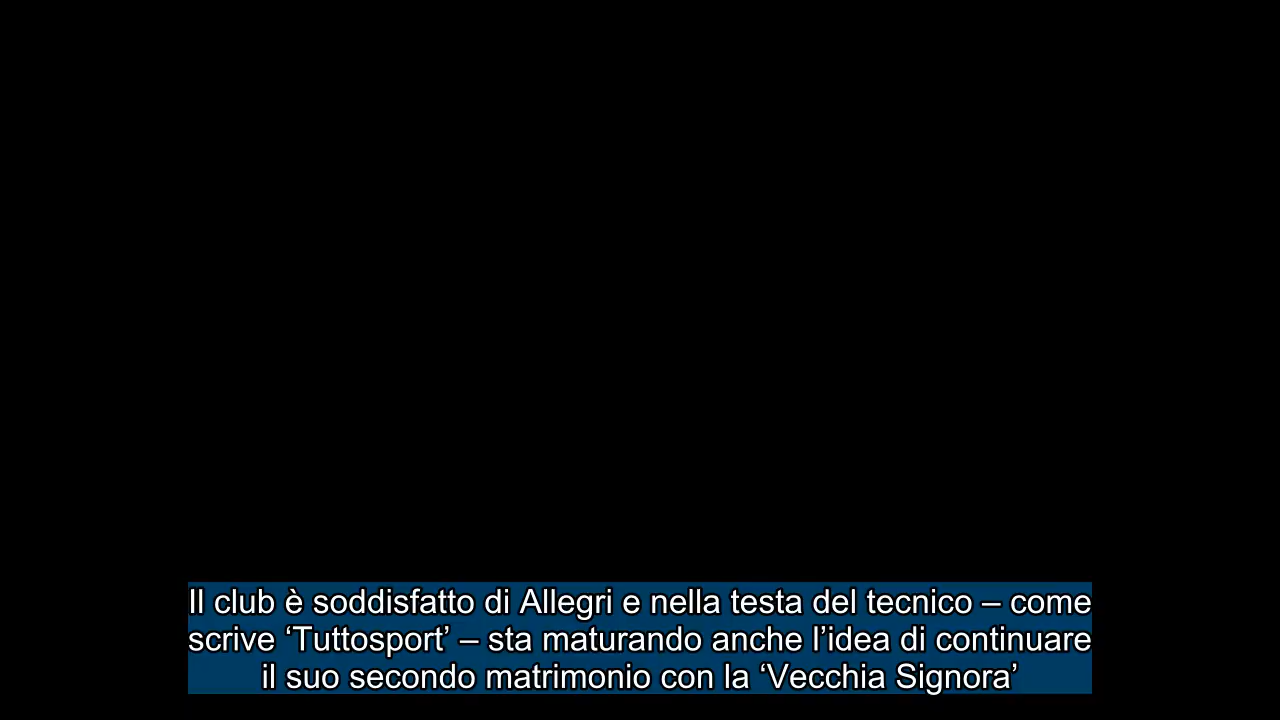 Il club è soddisfatto di Allegri e nella testa del tecnico – come
scrive ‘Tuttosport’ – sta maturando anche l’idea di continuare
il suo secondo matrimonio con la ‘Vecchia Signora’